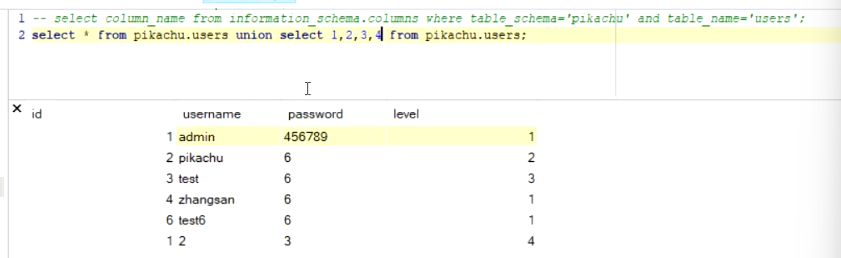 1 -- select column_name from information_schema.columns where table_schema='pikachu' and table_name='users';
2 select * from pikachu.users union select 1,2,3,4 from pikachu.users;
id username password level
1 admin 456789 1
2 pikachu 6 2
3 test 6 3
4 zhangsan 6 1
6 test6 6 1
1 2 3 4